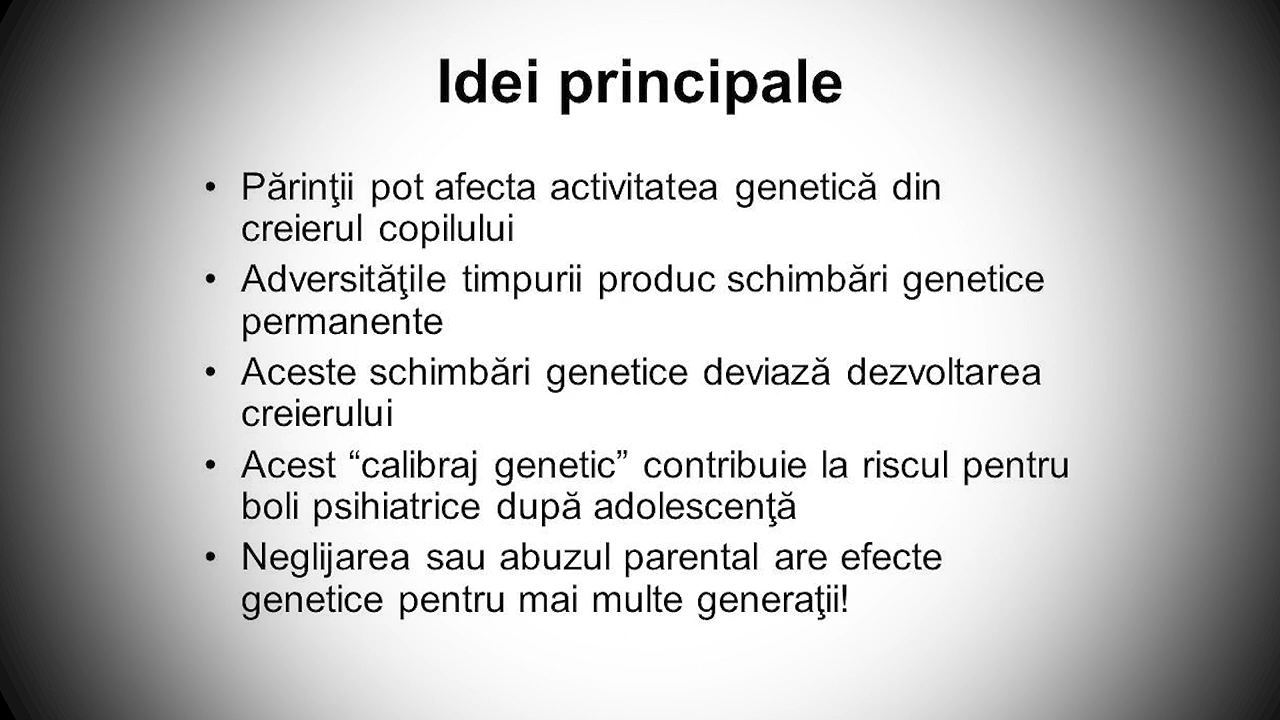 Idei principale
• Părinţii pot afecta activitatea genetică din
creierul copilului
• Adversităţile timpurii produc schimbări genetice
permanente
• Aceste schimbări genetice deviază dezvoltarea
creierului
• Acest “calibraj genetic” contribuie la riscul pentru
boli psihiatrice după adolescenţă
• Neglijarea sau abuzul parental are efecte
genetice pentru mai multe generaţii!